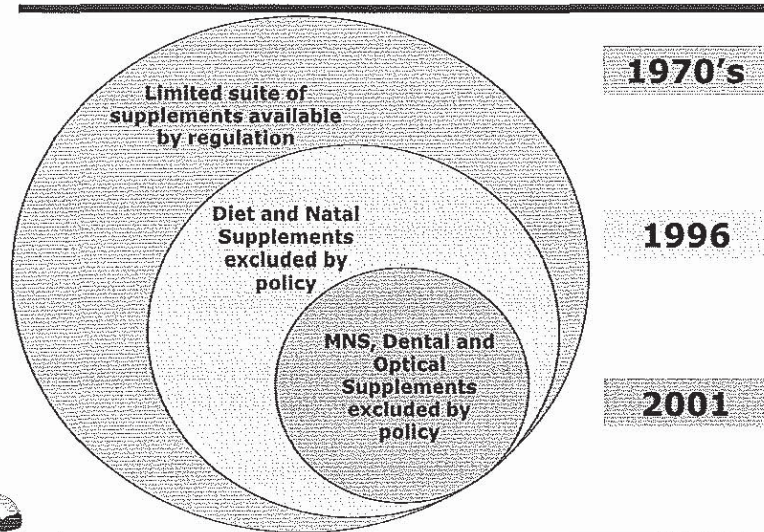 Limited suite of
supplements available
by regulation
1970's
Diet and Natal
Supplements
excluded by
policy
1996
MNS, Dental and
Optical
Supplements
excluded by
policy
2001